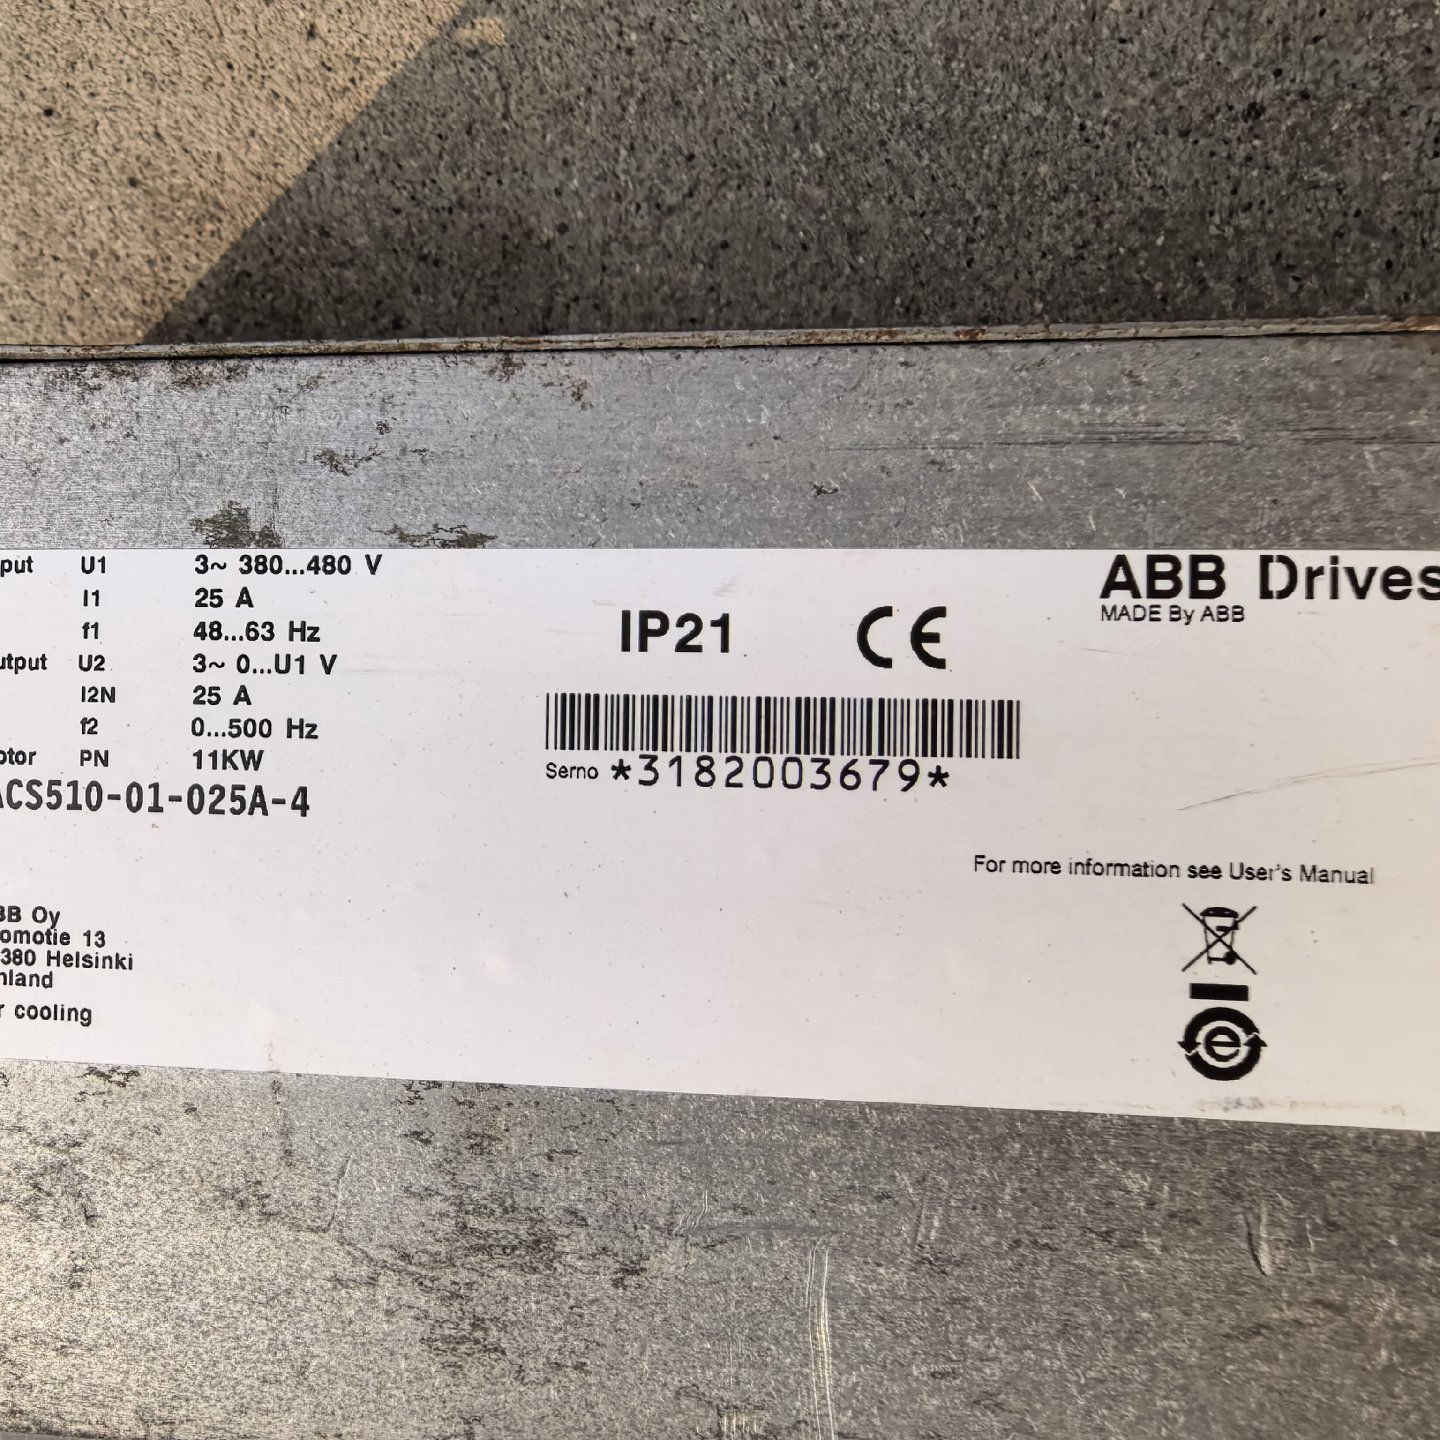 put U1 3~ 380...480 V
I1 25 A
f1 48...63 Hz
utput U2 3~ 0...U1 V
I2N 25 A
f2 0...500 Hz
otor PN 11KW
ACS510-01-025A-4
BB Oy
omotie 13
380 Helsinki
nland
r cooling
IP21
CE
Serno *3182003679*
ABB Drives
MADE By ABB
For more information see User's Manual
e